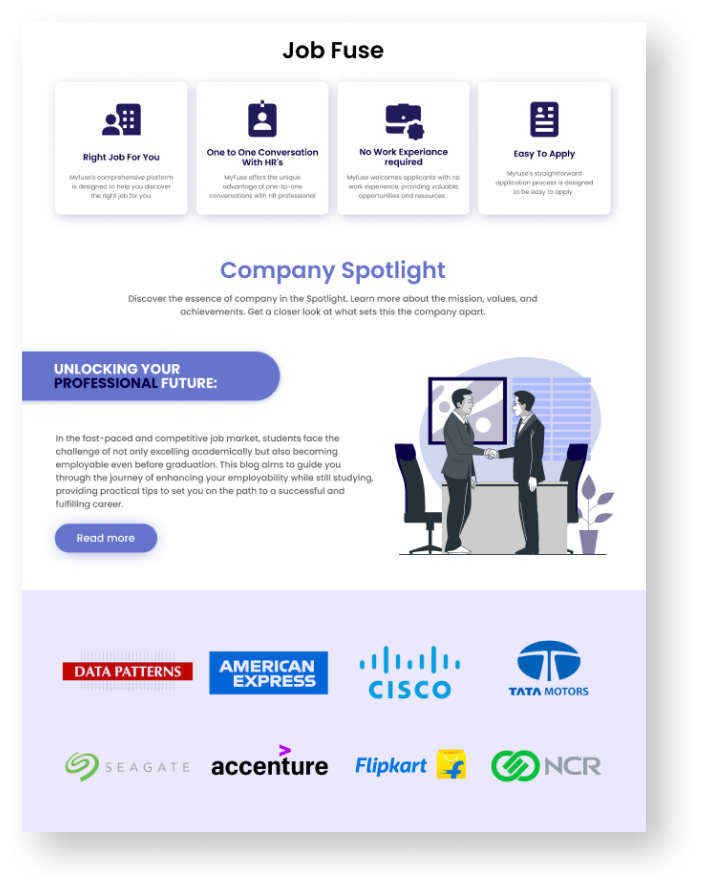 Job Fuse
Right Job For You
Myfuse's comprehensive platform
is designed to help you discover
the right job for you.
One to One Conversation
With HR's
MyFuse offers the unique
advantage of one-to-one
conversations with HR professional
No Work Experiance
required
Myfuse welcomes applicants with no
work experience, providing valuable
opportunities and resources .
Easy To Apply
Myfuse's straightforward
application process is designed
to be easy to apply .
Company Spotlight
Discover the essence of company in the Spotlight. Learn more about the mission, values, and
achievements. Get a closer look at what sets this the company apart.
UNLOCKING YOUR
PROFESSIONAL FUTURE:
In the fast-paced and competitive job market, students face the
challenge of not only excelling academically but also becoming
employable even before graduation. This blog aims to guide you
through the journey of enhancing your employability while still studying,
providing practical tips to set you on the path to a successful and
fulfilling career.
Read more
DATA PATTERNS
AMERICAN
EXPRESS
CISCO
TATA MOTORS
SEAGATE
accenture
Flipkart
NCR